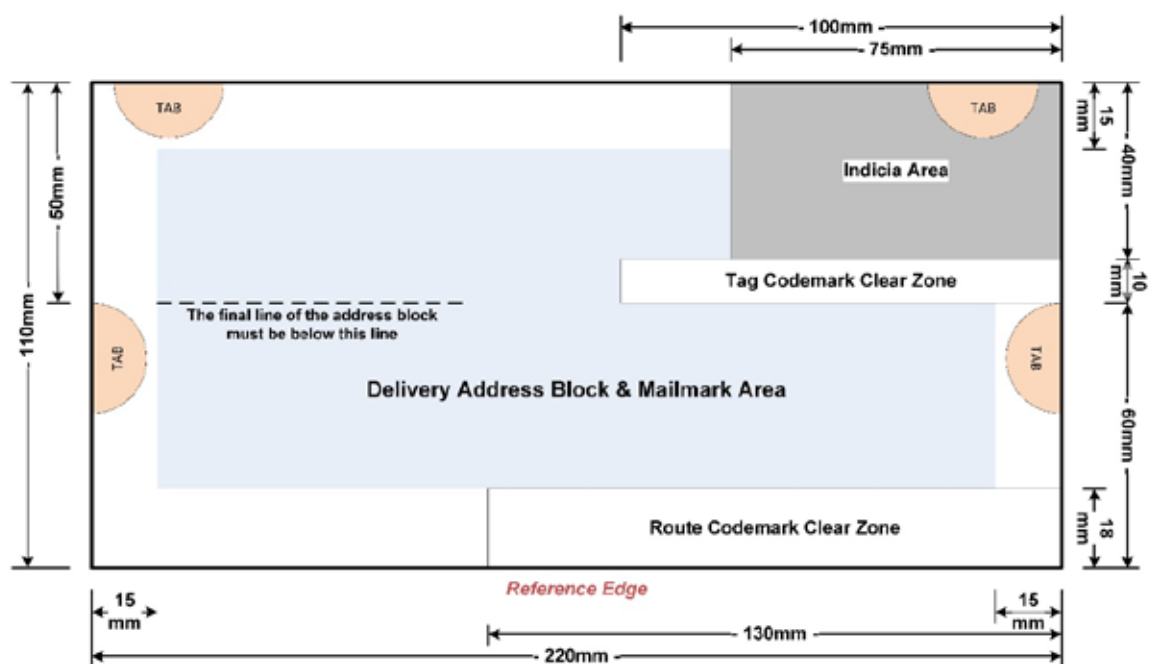 - 100mm -
- 75mm -
TAB
TAB
15
mm
- 40mm -
Indicia Area
- 50mm -
- 110mm -
Tag Codemark Clear Zone
10
mm
The final line of the address block
must be below this line
TAB
TAB
Delivery Address Block & Mailmark Area
- 60mm -
Route Codemark Clear Zone
18
mm
Reference Edge
15
mm
15
mm
- 130mm -
- 220mm -